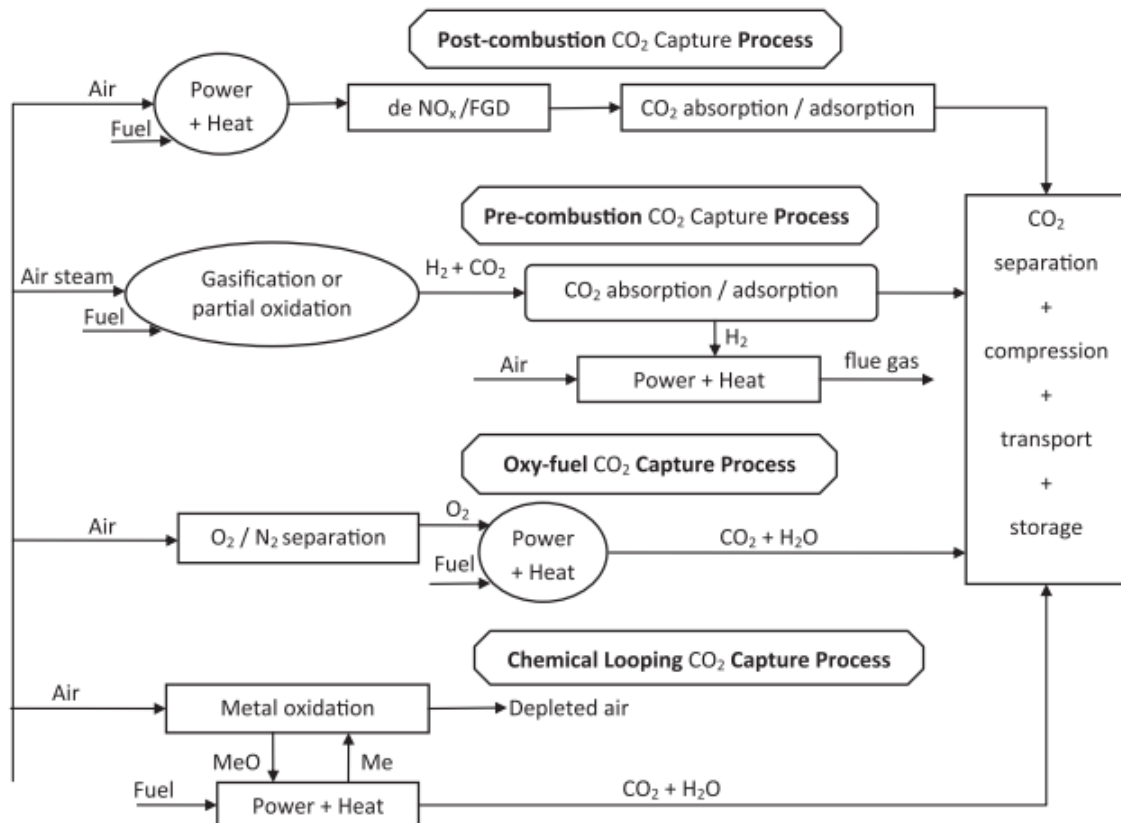 Post-combustion CO₂ Capture Process
Air
Power
+ Heat
Fuel
de NOₓ/FGD
CO₂ absorption / adsorption
Pre-combustion CO₂ Capture Process
Air steam
Fuel
Gasification or
partial oxidation
H₂ + CO₂
CO₂ absorption / adsorption
H₂
Air
Power + Heat
flue gas
CO₂
separation
+
compression
+
transport
+
storage
Oxy-fuel CO₂ Capture Process
Air
O₂ / N₂ separation
O₂
Fuel
Power
+ Heat
CO₂ + H₂O
Chemical Looping CO₂ Capture Process
Air
Metal oxidation
Depleted air
MeO
Me
Fuel
Power + Heat
CO₂ + H₂O